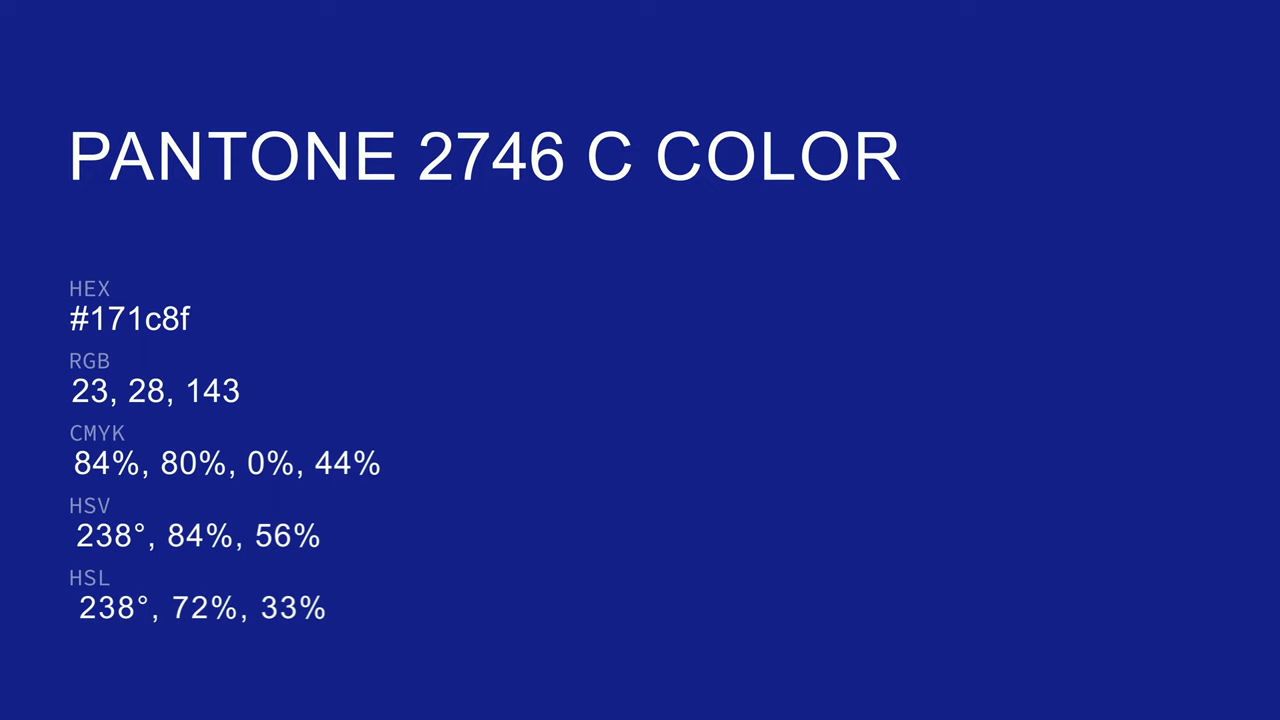 PANTONE 2746 C COLOR
HEX
#171c8f
RGB
23, 28, 143
CMYK
84%, 80%, 0%, 44%
HSV
238°, 84%, 56%
HSL
238°, 72%, 33%